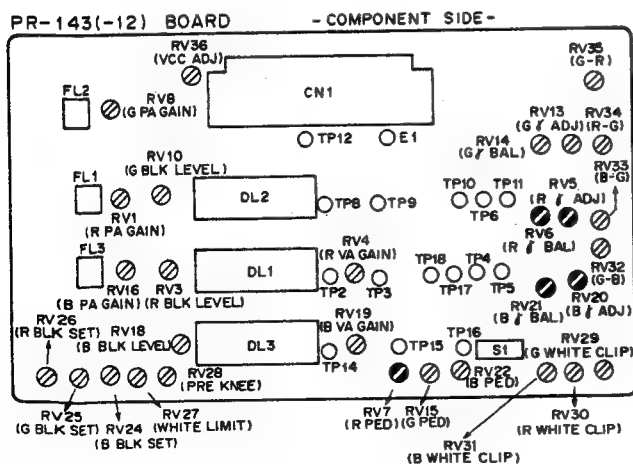 PR-143(-12) BOARD -COMPONENT SIDE-
RV36
(VCC ADJ)
RV35
(G-R)
FL2
RV8
(G PA GAIN)
CN1
RV13
(G γ ADJ)
RV34
(R-G)
TP12
E1
RV14
(G γ BAL)
RV33
(B-G)
RV10
(G BLK LEVEL)
FL1
DL2
TP8
TP9
TP10
TP11
TP6
RV5
(R γ ADJ)
RV1
(R PA GAIN)
RV6
(R γ BAL)
RV4
(R VA GAIN)
FL3
DL1
TP2
TP3
TP18
TP4
TP17
TP5
RV32
(G-B)
RV16
(B PA GAIN)
RV3
(R BLK LEVEL)
RV21
(B γ BAL)
RV20
(B γ ADJ)
RV26
(R BLK SET)
RV18
(B BLK LEVEL)
RV19
(B VA GAIN)
DL3
TP14
TP15
TP16
S1
RV29
(G WHITE CLIP)
RV28
(PRE KNEE)
RV22
(B PED)
RV25
(G BLK SET)
RV24
(B BLK SET)
RV27
(WHITE LIMIT)
RV7
(R PED)
RV15
(G PED)
RV30
(R WHITE CLIP)
RV31
(B WHITE CLIP)